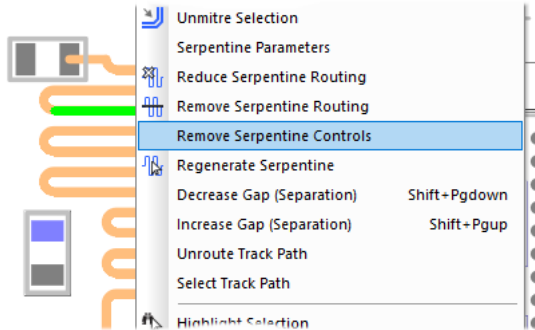 Unmitre Selection
Serpentine Parameters
Reduce Serpentine Routing
Remove Serpentine Routing
Remove Serpentine Controls
Regenerate Serpentine
Decrease Gap (Separation) Shift+Pgdown
Increase Gap (Separation) Shift+Pgup
Unroute Track Path
Select Track Path
Highlight Selection